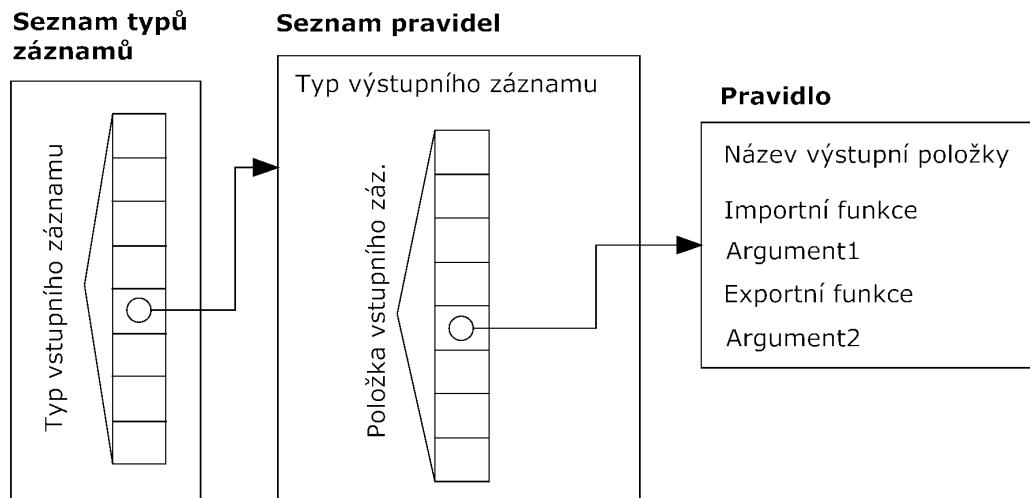 Seznam typů
záznamů
Typ vstupního záznamu
Seznam pravidel
Typ výstupního záznamu
Položka vstupního záz.
Pravidlo
Název výstupní položky
Importní funkce
Argument1
Exportní funkce
Argument2